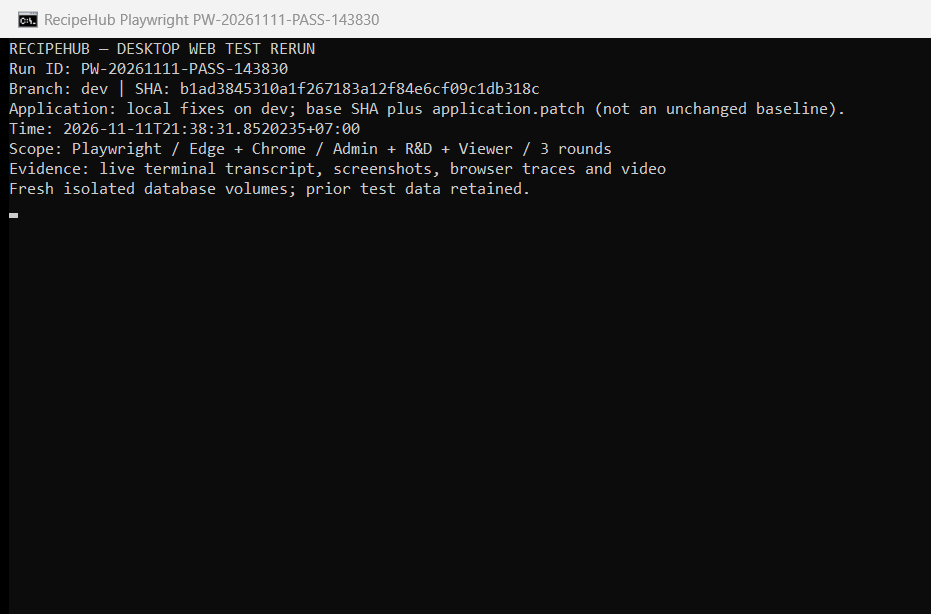 RecipeHub Playwright PW-20261111-PASS-143830
RECIPEHUB — DESKTOP WEB TEST RERUN
Run ID: PW-20261111-PASS-143830
Branch: dev | SHA: b1ad3845310a1f267183a12f84e6cf09c1db318c
Application: local fixes on dev; base SHA plus application.patch (not an unchanged baseline).
Time: 2026-11-11T21:38:31.8520235+07:00
Scope: Playwright / Edge + Chrome / Admin + R&D + Viewer / 3 rounds
Evidence: live terminal transcript, screenshots, browser traces and video
Fresh isolated database volumes; prior test data retained.